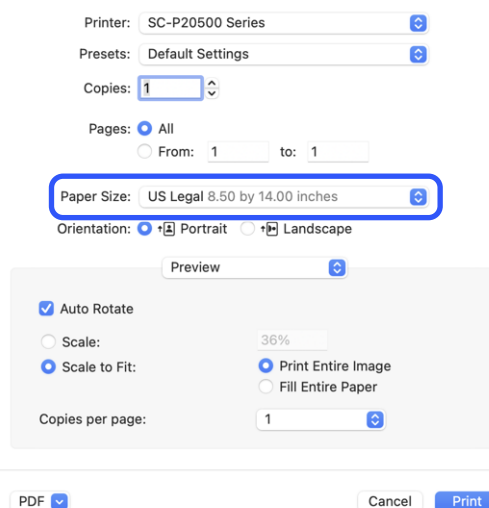 Printer: SC-P20500 Series
Presets: Default Settings
Copies: 1
Pages: All
From: 1 to: 1
Paper Size: US Legal 8.50 by 14.00 inches
Orientation: Portrait Landscape
Preview
Auto Rotate
Scale: 36%
Scale to Fit: Print Entire Image
Fill Entire Paper
Copies per page: 1
PDF Cancel Print